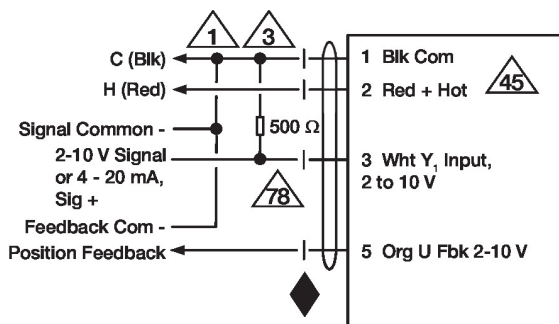 1
3
C (Blk)
1 Blk Com
H (Red)
2 Red + Hot
45
Signal Common -
500 Ω
2-10 V Signal
or 4 - 20 mA,
Sig +
3 Wht Y₁ Input,
2 to 10 V
78
Feedback Com -
Position Feedback
5 Org U Fbk 2-10 V